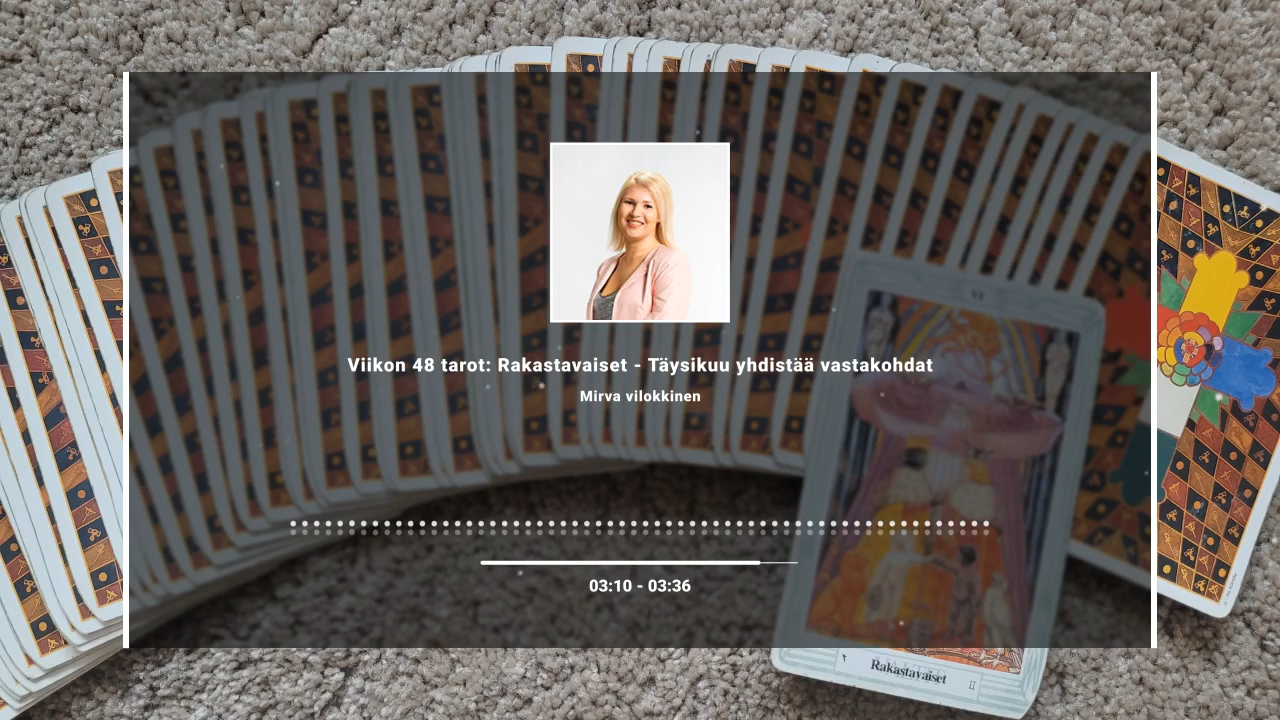 Viikon 48 tarot: Rakastavaiset - Täysikuu yhdistää vastakohdat
Mirva vilokkinen
03:10 - 03:36
Rakastavaiset